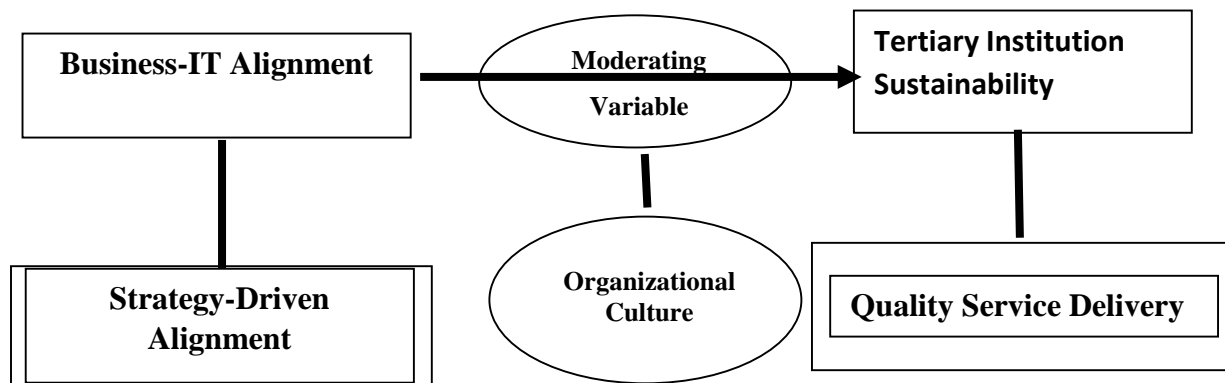 Business-IT Alignment
Moderating
Variable
Tertiary Institution
Sustainability
Strategy-Driven
Alignment
Organizational
Culture
Quality Service Delivery